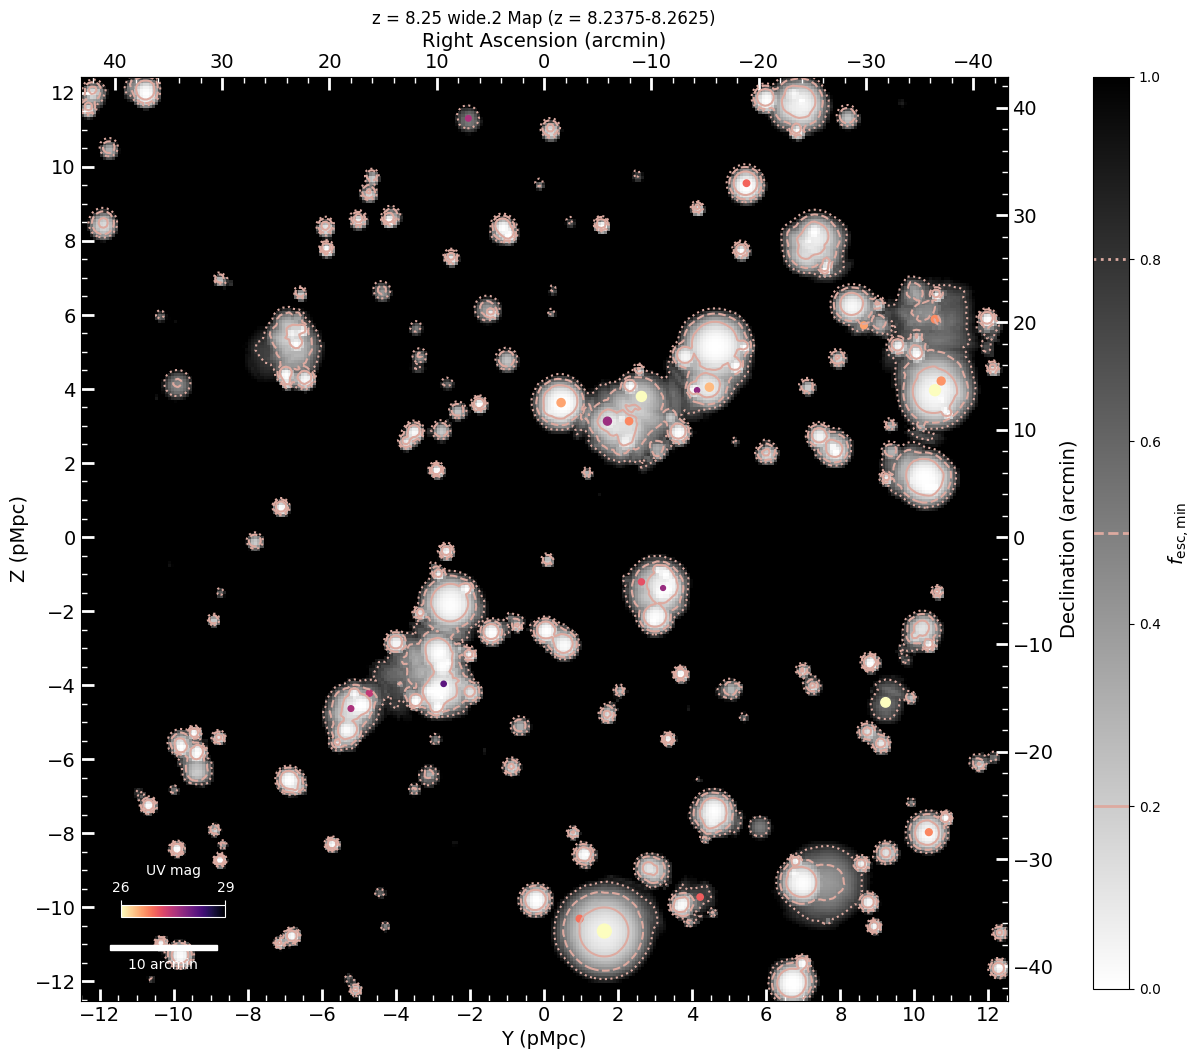 z = 8.25 wide.2 Map (z = 8.2375-8.2625)
Right Ascension (arcmin)
40 30 20 10 0 −10 −20 −30 −40
12
10
8
6
4
2
0
−2
−4
−6
−8
−10
−12
Z (pMpc)
40
30
20
10
0
−10
−20
−30
−40
Declination (arcmin)
UV mag
26 29
10 arcmin
−12 −10 −8 −6 −4 −2 0 2 4 6 8 10 12
Y (pMpc)
1.0
0.8
0.6
0.4
0.2
0.0
fesc, min